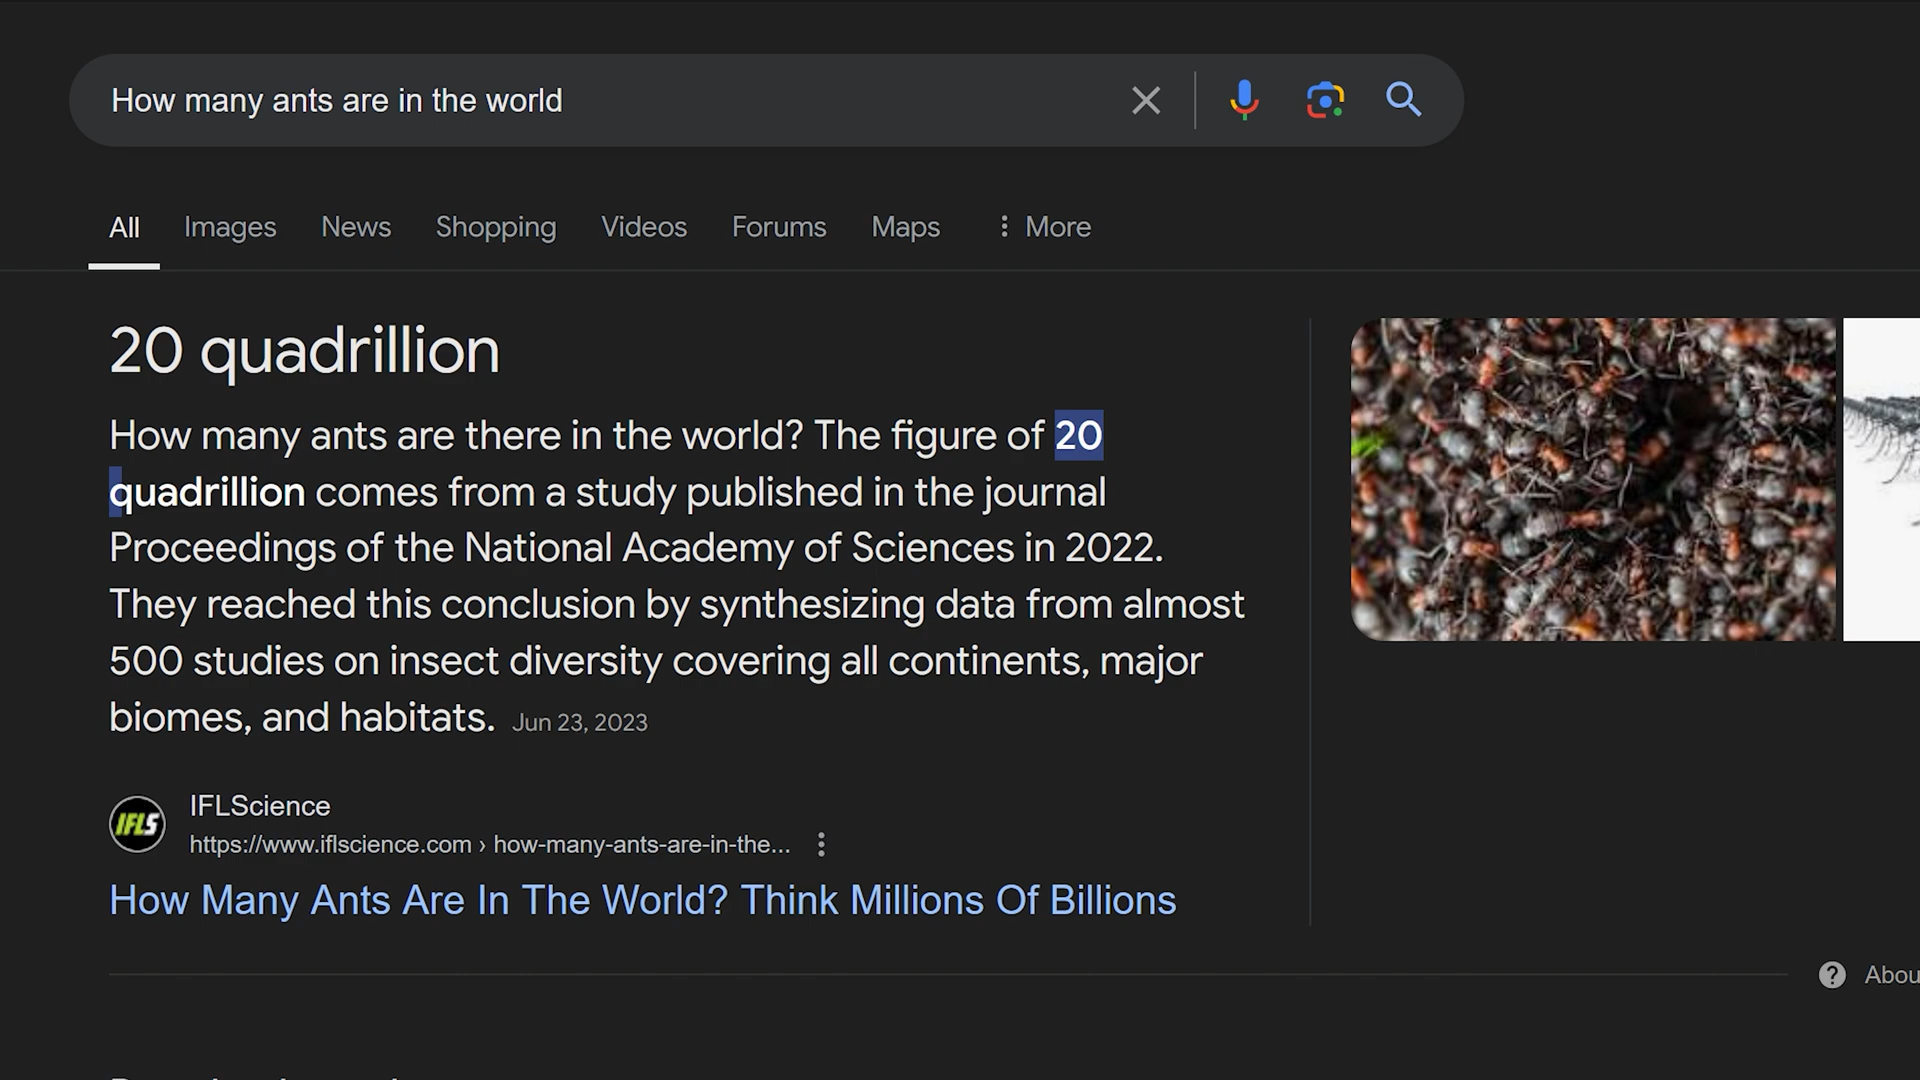 How many ants are in the world
All Images News Shopping Videos Forums Maps More
20 quadrillion
How many ants are there in the world? The figure of 20
quadrillion comes from a study published in the journal
Proceedings of the National Academy of Sciences in 2022.
They reached this conclusion by synthesizing data from almost
500 studies on insect diversity covering all continents, major
biomes, and habitats. Jun 23, 2023
IFLS
IFLScience
https://www.iflscience.com › how-many-ants-are-in-the...
How Many Ants Are In The World? Think Millions Of Billions
Abou